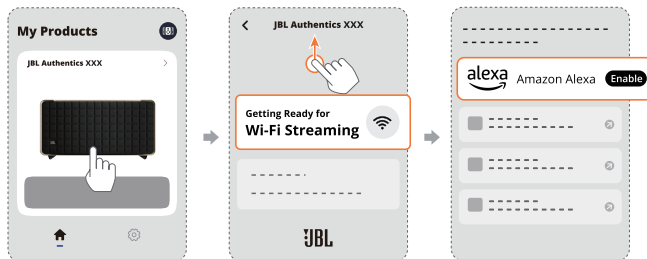 My Products
JBL Authentics XXX
JBL Authentics XXX
Getting Ready for
Wi-Fi Streaming
JBL
alexa Amazon Alexa Enable